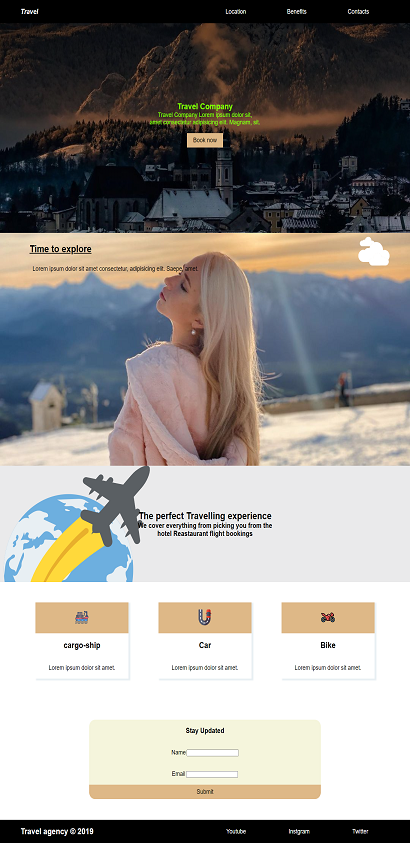 Travel
Location Benefits Contacts
Travel Company
Travel Company Lorem ipsum dolor sit,
amet consectetur adipisicing elit. Magnam, sit.
Book now
Time to explore
Lorem ipsum dolor sit amet consectetur, adipisicing elit. Saepe, amet.
The perfect Travelling experience
We cover everything from picking you from the
hotel Reastaurant flight bookings
cargo-ship Car Bike
Lorem ipsum dolor sit amet. Lorem ipsum dolor sit amet. Lorem ipsum dolor sit amet.
Stay Updated
Name
Email
Submit
Travel agency © 2019
Youtube Instgram Twitter